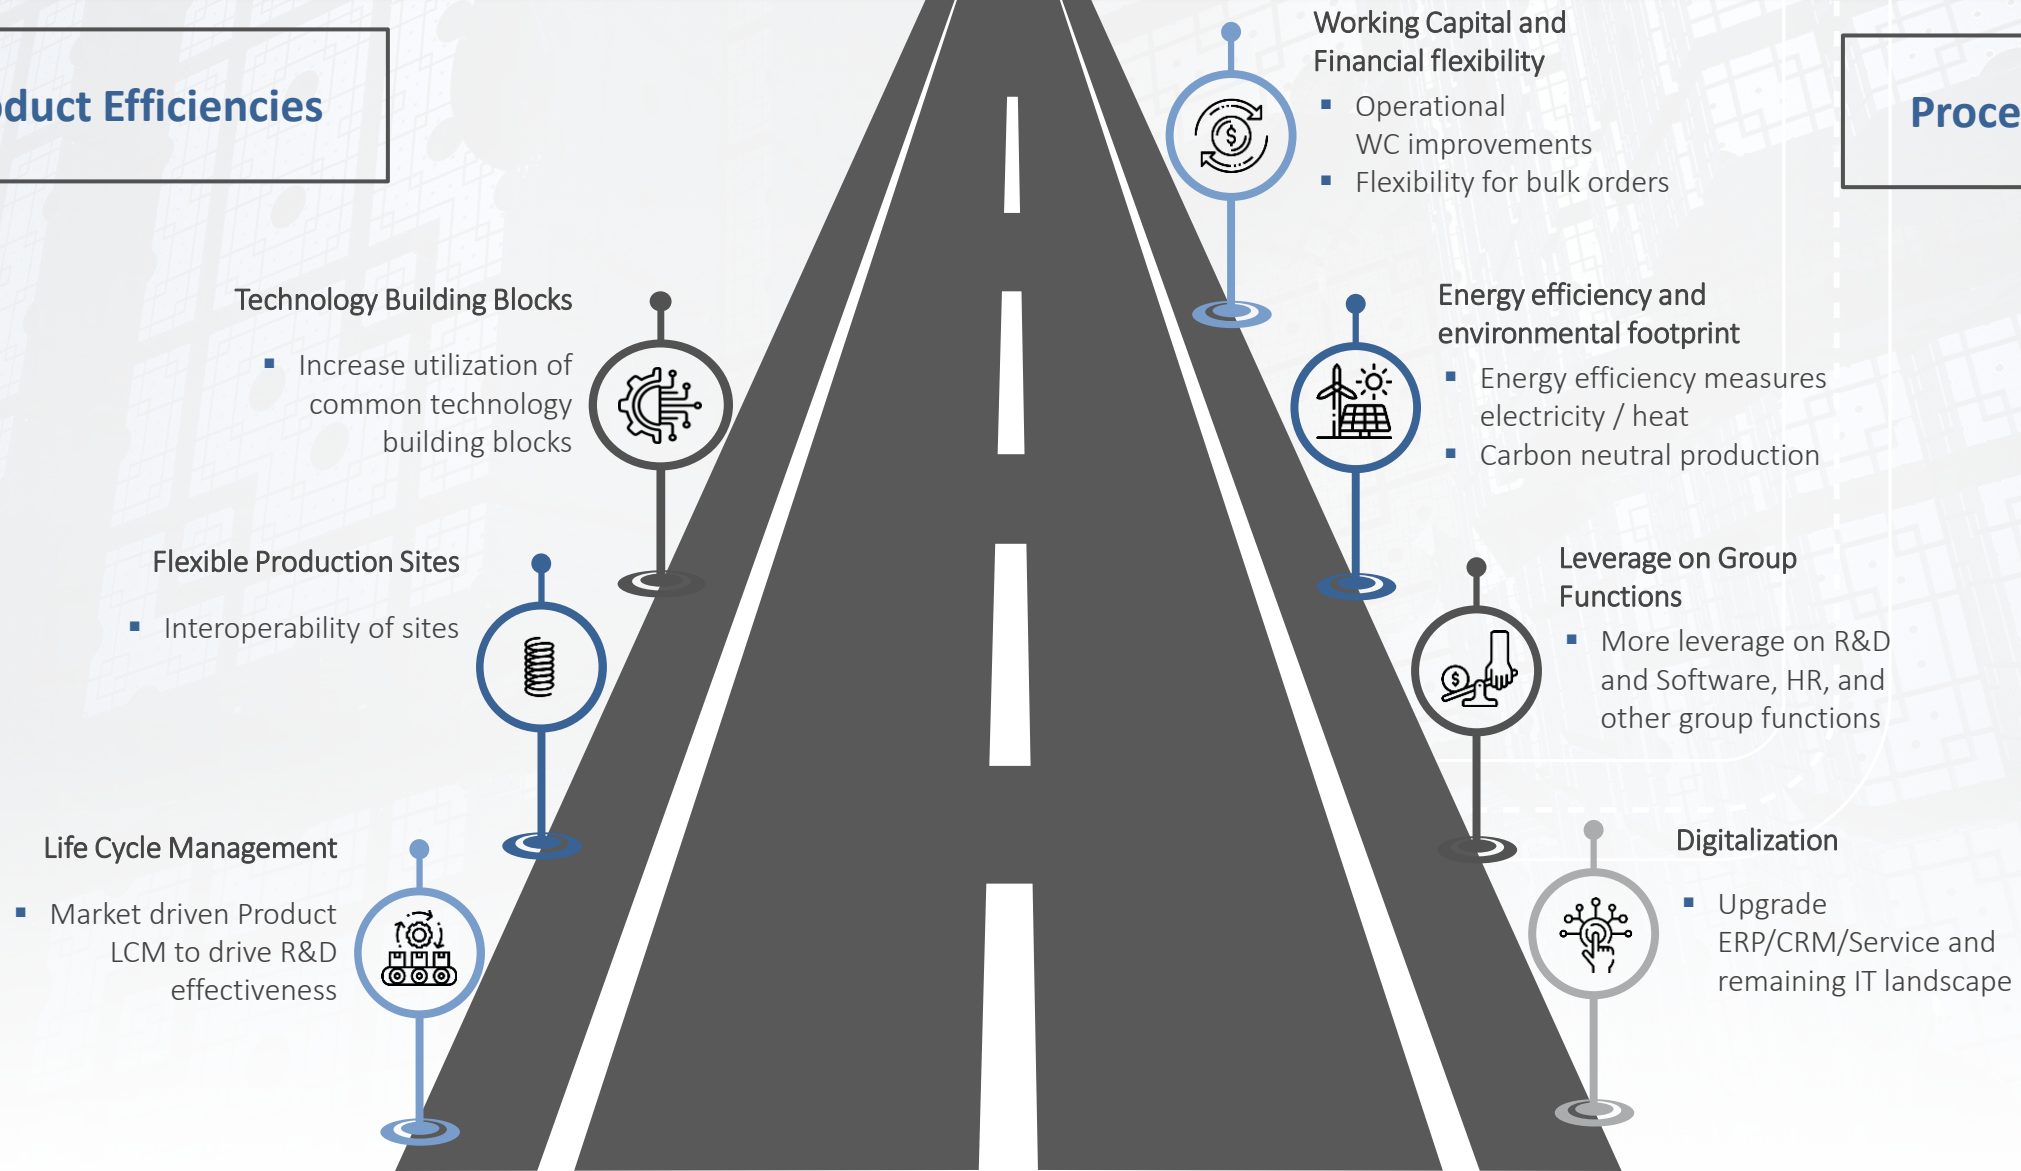 duct Efficiencies
Technology Building Blocks
▪ Increase utilization of
common technology
building blocks
Flexible Production Sites
▪ Interoperability of sites
Life Cycle Management
▪ Market driven Product
LCM to drive R&D
effectiveness
Working Capital and
Financial flexibility
▪ Operational
WC improvements
▪ Flexibility for bulk orders
Proce
Energy efficiency and
environmental footprint
▪ Energy efficiency measures
electricity / heat
▪ Carbon neutral production
Leverage on Group
Functions
▪ More leverage on R&D
and Software, HR, and
other group functions
Digitalization
▪ Upgrade
ERP/CRM/Service and
remaining IT landscape